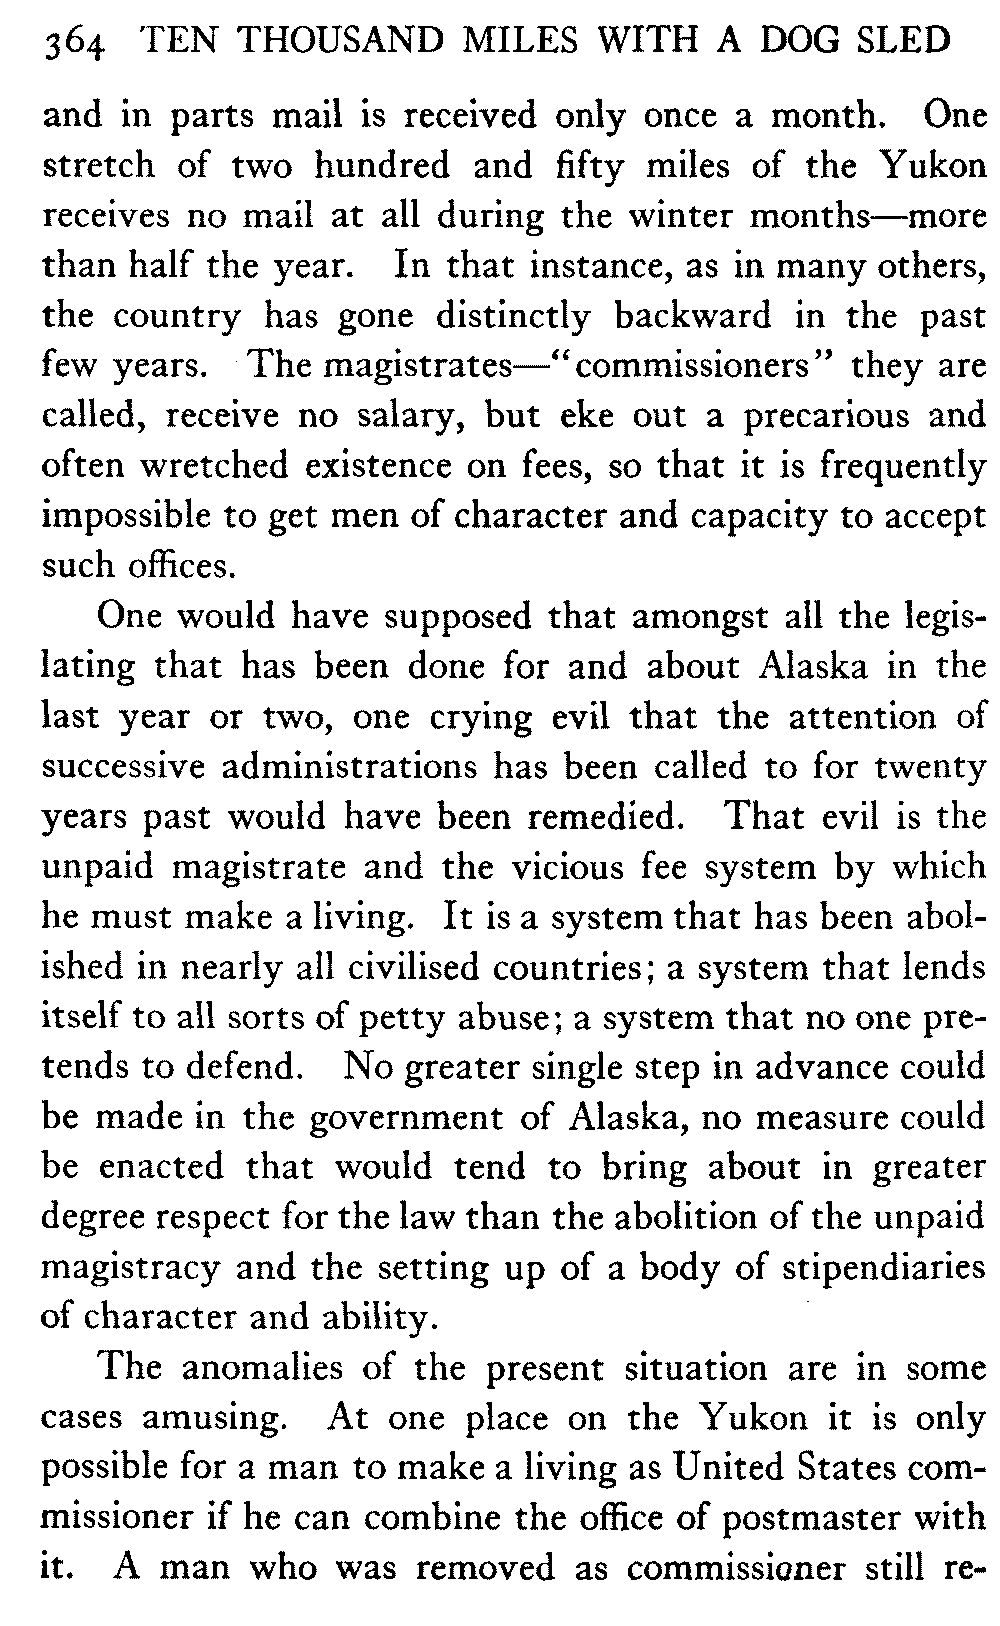 364 TEN THOUSAND MILES WITH A DOG SLED
and in parts mail is received only once a month. One
stretch of two hundred and fifty miles of the Yukon
receives no mail at all during the winter months—more
than half the year. In that instance, as in many others,
the country has gone distinctly backward in the past
few years. The magistrates—“commissioners” they are
called, receive no salary, but eke out a precarious and
often wretched existence on fees, so that it is frequently
impossible to get men of character and capacity to accept
such offices.
One would have supposed that amongst all the legis-
lating that has been done for and about Alaska in the
last year or two, one crying evil that the attention of
successive administrations has been called to for twenty
years past would have been remedied. That evil is the
unpaid magistrate and the vicious fee system by which
he must make a living. It is a system that has been abol-
ished in nearly all civilised countries; a system that lends
itself to all sorts of petty abuse; a system that no one pre-
tends to defend. No greater single step in advance could
be made in the government of Alaska, no measure could
be enacted that would tend to bring about in greater
degree respect for the law than the abolition of the unpaid
magistracy and the setting up of a body of stipendiaries
of character and ability.
The anomalies of the present situation are in some
cases amusing. At one place on the Yukon it is only
possible for a man to make a living as United States com-
missioner if he can combine the office of postmaster with
it. A man who was removed as commissioner still re-